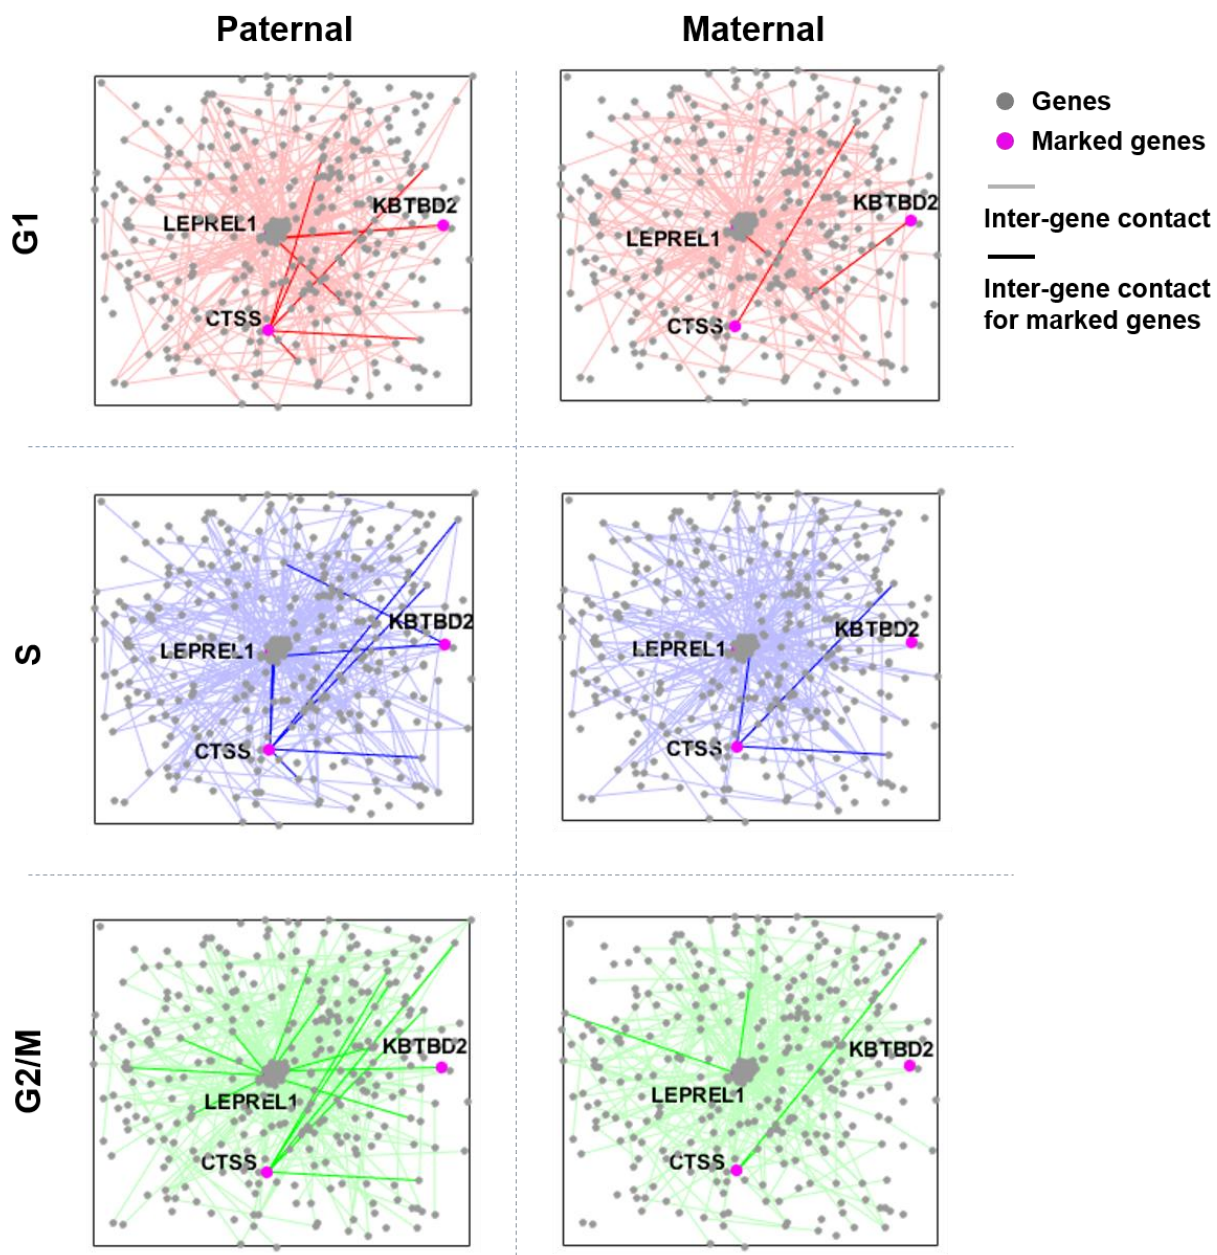 Paternal
Maternal
Genes
Marked genes
Inter-gene contact
Inter-gene contact
for marked genes
G1
LEPREL1
KBTBD2
CTSS
LEPREL1
KBTBD2
CTSS
S
LEPREL1
KBTBD2
CTSS
LEPREL1
KBTBD2
CTSS
G2/M
LEPREL1
KBTBD2
CTSS
LEPREL1
KBTBD2
CTSS